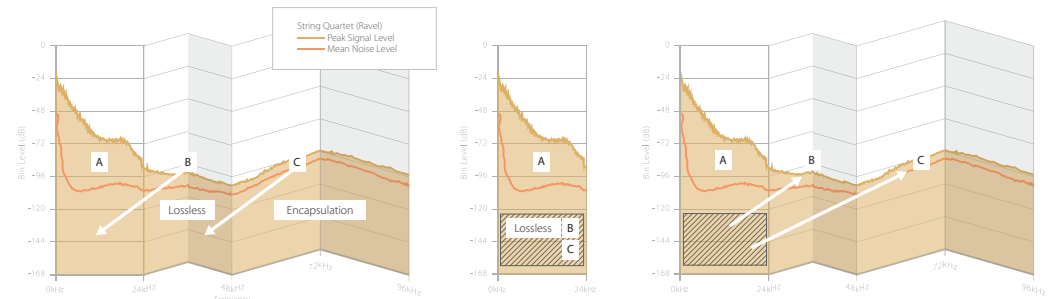 String Quartet (Ravel)
Peak Signal Level
Mean Noise Level
0
-24
-48
-72
-96
-120
-144
-168
Bin Level (dB)
A
B
C
Lossless
Encapsulation
0kHz
24kHz
48kHz
72kHz
96kHz
Frequency
0
-24
-48
-72
-96
-120
-144
-168
Bin Level (dB)
A
Lossless
B
C
0kHz
24kHz
0
-24
-48
-72
-96
-120
-144
-168
Bin Level (dB)
A
B
C
0kHz
24kHz
48kHz
72kHz
96kHz